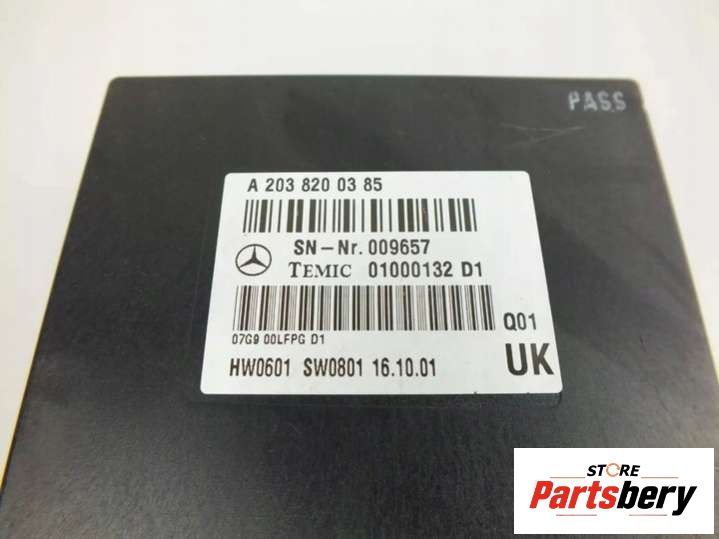 PASS
A 203 820 03 85
SN-Nr. 009657
TEMIC 01000132 D1
07G9 00LFPG D1
Q01
HW0601 SW0801 16.10.01
UK
STORE
Partsbery